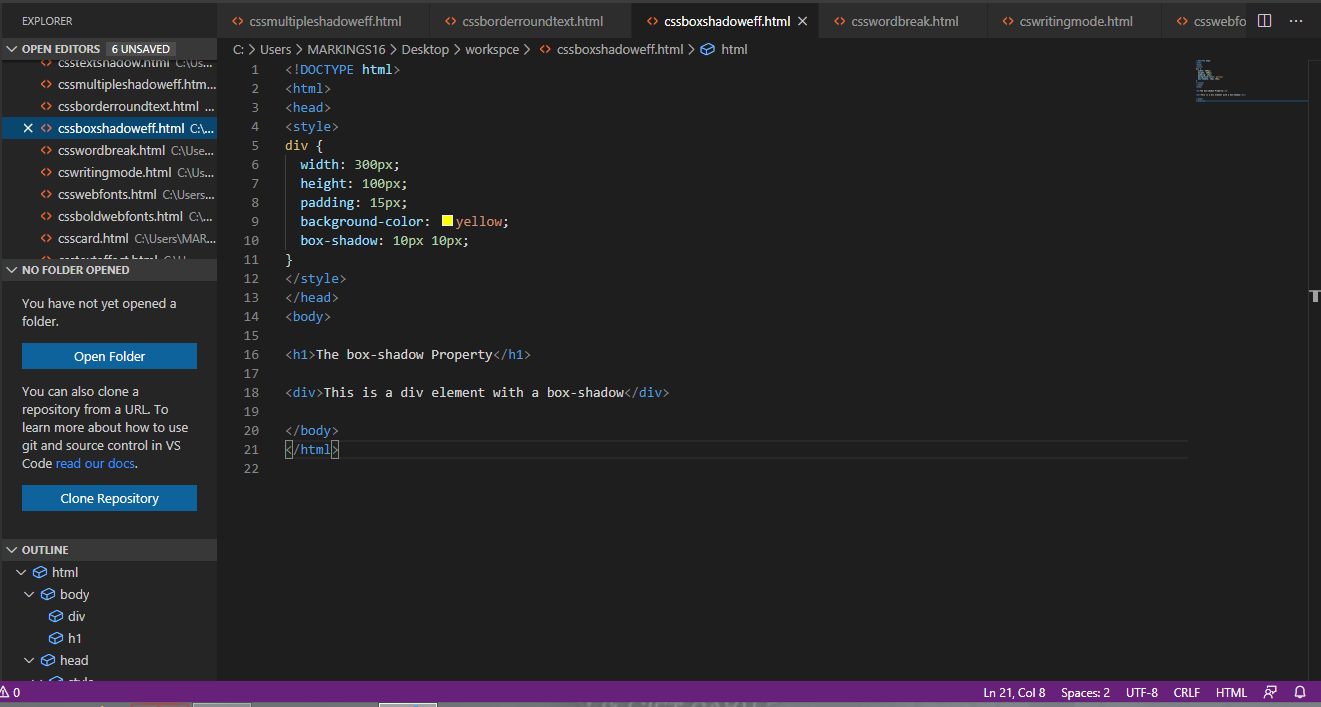 EXPLORER
cssmultipleshadoweff.html
cssborderroundtext.html
cssboxshadoweff.html
csswordbreak.html
cswritingmode.html
csswebfo
OPEN EDITORS 6 UNSAVED
csstextshadow.html C:\Us...
cssmultipleshadoweff.htm...
cssborderroundtext.html ...
cssboxshadoweff.html C:\...
csswordbreak.html C:\Use...
cswritingmode.html C:\Us...
csswebfonts.html C:\Users...
cssboldwebfonts.html C:\...
csscard.html C:\Users\MAR...
NO FOLDER OPENED
You have not yet opened a
folder.
Open Folder
You can also clone a
repository from a URL. To
learn more about how to use
git and source control in VS
Code read our docs.
Clone Repository
OUTLINE
html
body
div
h1
head
style
C: > Users > MARKINGS16 > Desktop > workspce > cssboxshadoweff.html > html
1 <!DOCTYPE html>
2 <html>
3 <head>
4 <style>
5 div {
6 width: 300px;
7 height: 100px;
8 padding: 15px;
9 background-color: yellow;
10 box-shadow: 10px 10px;
11 }
12 </style>
13 </head>
14 <body>
15
16 <h1>The box-shadow Property</h1>
17
18 <div>This is a div element with a box-shadow</div>
19
20 </body>
21 </html>
22
0
Ln 21, Col 8 Spaces: 2 UTF-8 CRLF HTML